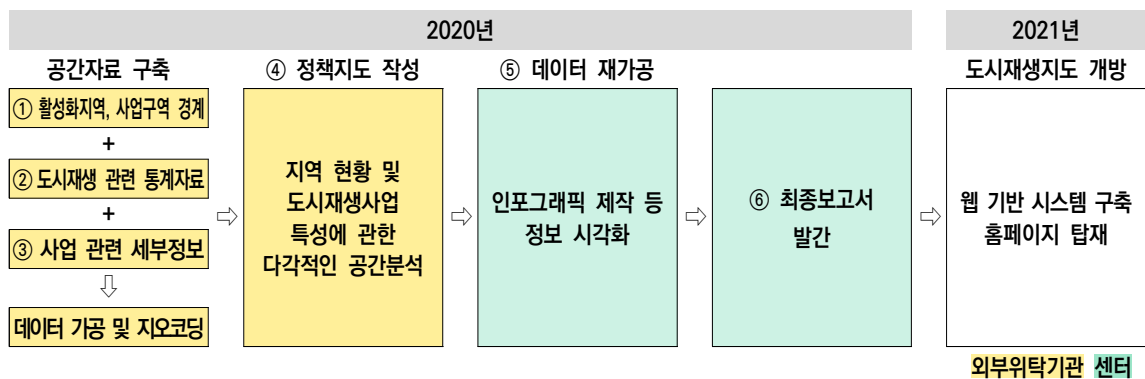 2020년
2021년
공간자료 구축
① 활성화지역, 사업구역 경계
+
② 도시재생 관련 통계자료
+
③ 사업 관련 세부정보
데이터 가공 및 지오코딩
④ 정책지도 작성
지역 현황 및
도시재생사업
특성에 관한
다각적인 공간분석
⑤ 데이터 재가공
인포그래픽 제작 등
정보 시각화
⑥ 최종보고서
발간
도시재생지도 개방
웹 기반 시스템 구축
홈페이지 탑재
외부위탁기관 센터